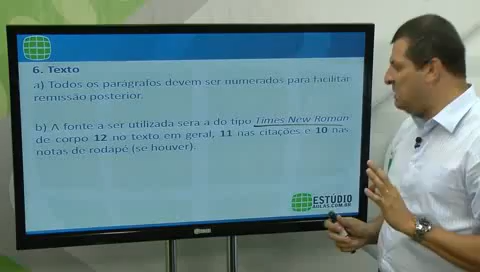 6. Texto
a) Todos os parágrafos devem ser numerados para facilitar
remissão posterior.
b) A fonte a ser utilizada sera a do tipo Times New Roman
de corpo 12 no texto em geral, 11 nas citações e 10 nas
notas de rodapé (se houver).
ESTÚDIO
AULAS.COM.BR